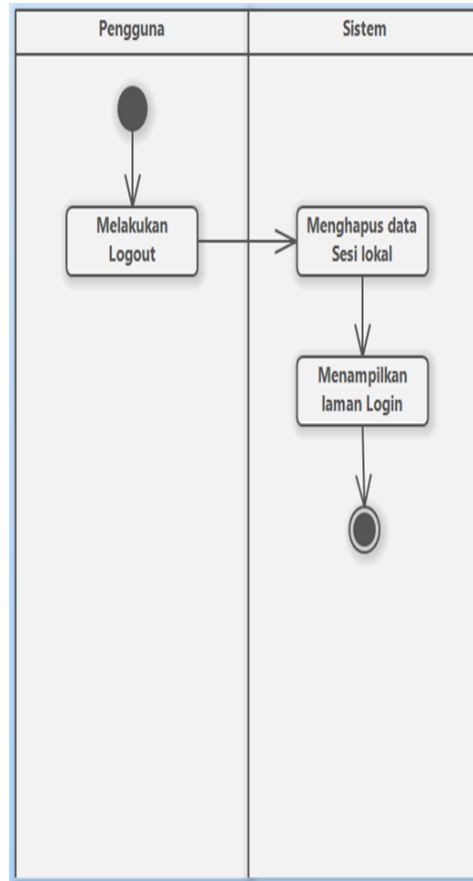 Pengguna
Sistem
Melakukan
Logout
Menghapus data
Sesi lokal
Menampilkan
laman Login